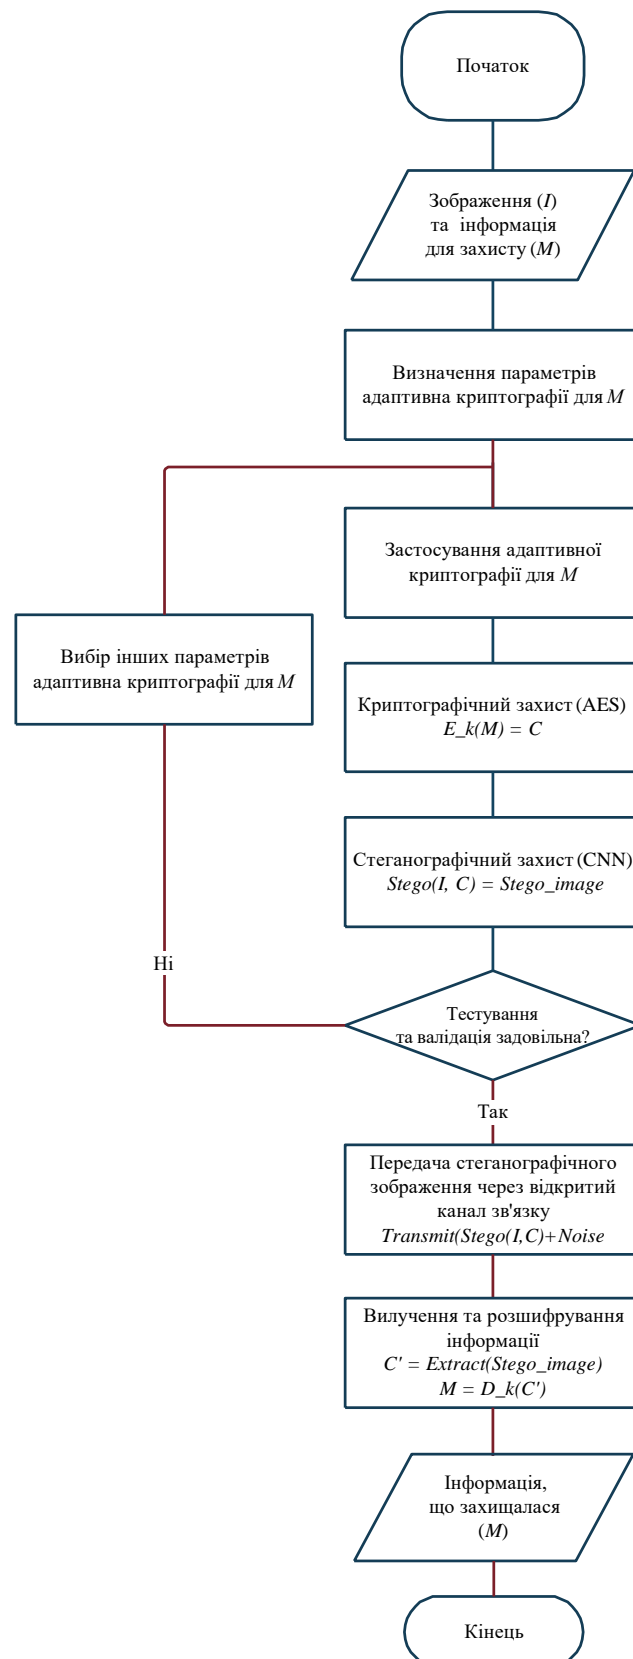 Початок
Зображення (I)
та інформація
для захисту (M)
Визначення параметрів
адаптивна криптографії для M
Застосування адаптивної
криптографії для M
Вибір інших параметрів
адаптивна криптографії для M
Криптографічний захист (AES)
E_k(M) = C
Стеганографічний захист (CNN)
Stego(I, C) = Stego_image
Ні
Тестування
та валідація задовільна?
Так
Передача стеганографічного
зображення через відкритий
канал зв'язку
Transmit(Stego(I,C)+Noise
Вилучення та розшифрування
інформації
C' = Extract(Stego_image)
M = D_k(C')
Інформація,
що захищалася
(M)
Кінець